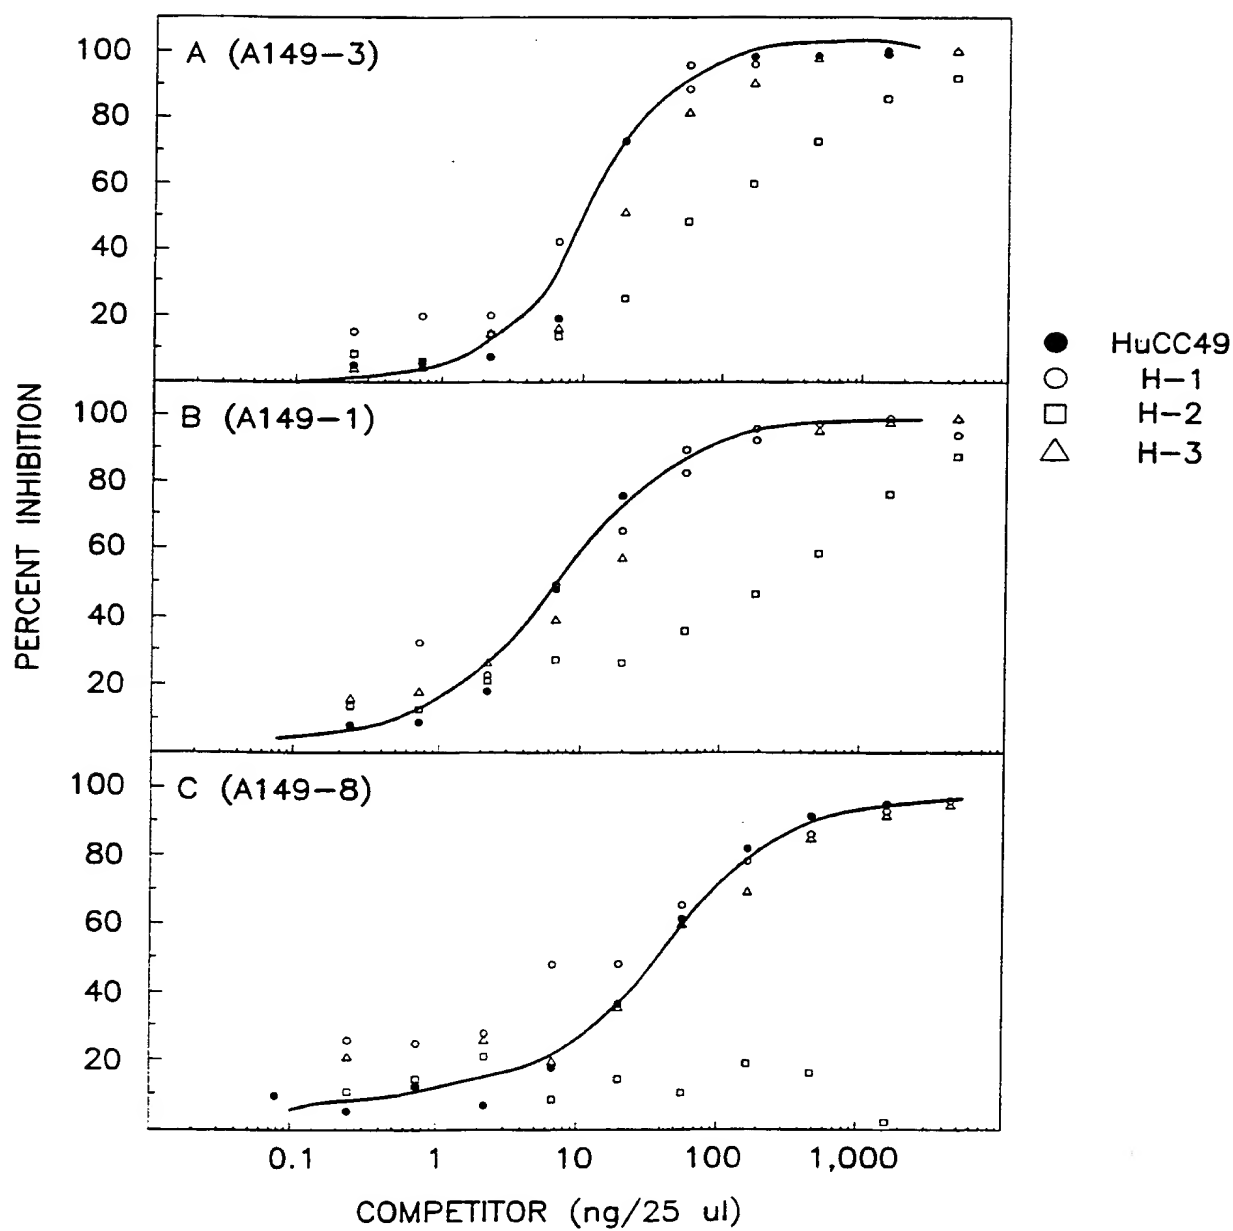 A (A149-3)
100
80
60
40
20
B (A149-1)
100
80
60
40
20
C (A149-8)
100
80
60
40
20
0.1 1 10 100 1,000
COMPETITOR (ng/25 ul)
PERCENT INHIBITION
HuCC49
H-1
H-2
H-3